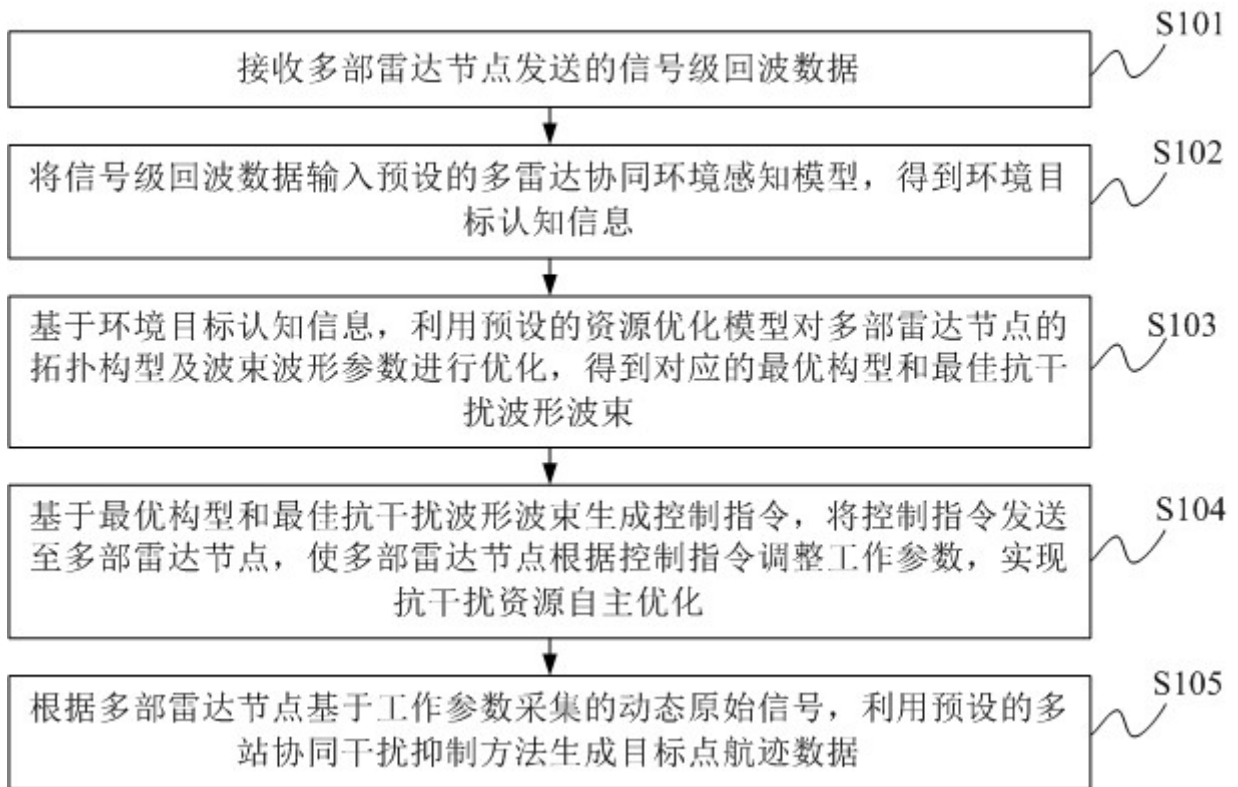 S101
接收多部雷达节点发送的信号级回波数据
S102
将信号级回波数据输入预设的多雷达协同环境感知模型，得到环境目
标认知信息
S103
基于环境目标认知信息，利用预设的资源优化模型对多部雷达节点的
拓扑构型及波束波形参数进行优化，得到对应的最优构型和最佳抗干
扰波形波束
S104
基于最优构型和最佳抗干扰波形波束生成控制指令，将控制指令发送
至多部雷达节点，使多部雷达节点根据控制指令调整工作参数，实现
抗干扰资源自主优化
S105
根据多部雷达节点基于工作参数采集的动态原始信号，利用预设的多
站协同干扰抑制方法生成目标点航迹数据